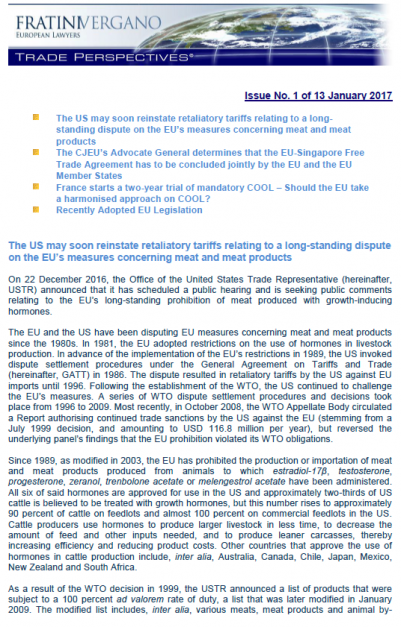 FRATINIVERGANO
EUROPEAN LAWYERS
TRADE PERSPECTIVES®
Issue No. 1 of 13 January 2017
The US may soon reinstate retaliatory tariffs relating to a long-
standing dispute on the EU's measures concerning meat and meat
products
The CJEU's Advocate General determines that the EU-Singapore Free
Trade Agreement has to be concluded jointly by the EU and the EU
Member States
France starts a two-year trial of mandatory COOL – Should the EU take
a harmonised approach on COOL?
Recently Adopted EU Legislation
The US may soon reinstate retaliatory tariffs relating to a long-standing dispute
on the EU's measures concerning meat and meat products
On 22 December 2016, the Office of the United States Trade Representative (hereinafter,
USTR) announced that it has scheduled a public hearing and is seeking public comments
relating to the EU's long-standing prohibition of meat produced with growth-inducing
hormones.
The EU and the US have been disputing EU measures concerning meat and meat products
since the 1980s. In 1981, the EU adopted restrictions on the use of hormones in livestock
production. In advance of the implementation of the EU's restrictions in 1989, the US invoked
dispute settlement procedures under the General Agreement on Tariffs and Trade
(hereinafter, GATT) in 1986. The dispute resulted in retaliatory tariffs by the US against EU
imports until 1996. Following the establishment of the WTO, the US continued to challenge
the EU's measures. A series of WTO dispute settlement procedures and decisions took
place from 1996 to 2009. Most recently, in October 2008, the WTO Appellate Body circulated
a Report authorising continued trade sanctions by the US against the EU (stemming from a
July 1999 decision, and amounting to USD 116.8 million per year), but reversed the
underlying panel's findings that the EU prohibition violated its WTO obligations.
Since 1989, as modified in 2003, the EU has prohibited the production or importation of meat
and meat products produced from animals to which estradiol-17β, testosterone,
progesterone, zeranol, trenbolone acetate or melengestrol acetate have been administered.
All six of said hormones are approved for use in the US and approximately two-thirds of US
cattle is believed to be treated with growth hormones, but this number rises to approximately
90 percent of cattle on feedlots and almost 100 percent on commercial feedlots in the US.
Cattle producers use hormones to produce larger livestock in less time, to decrease the
amount of feed and other inputs needed, and to produce leaner carcasses, thereby
increasing efficiency and reducing product costs. Other countries that approve the use of
hormones in cattle production include, inter alia, Australia, Canada, Chile, Japan, Mexico,
New Zealand and South Africa.
As a result of the WTO decision in 1999, the USTR announced a list of products that were
subject to a 100 percent ad valorem rate of duty, a list that was later modified in January
2009. The modified list includes, inter alia, various meats, meat products and animal by-